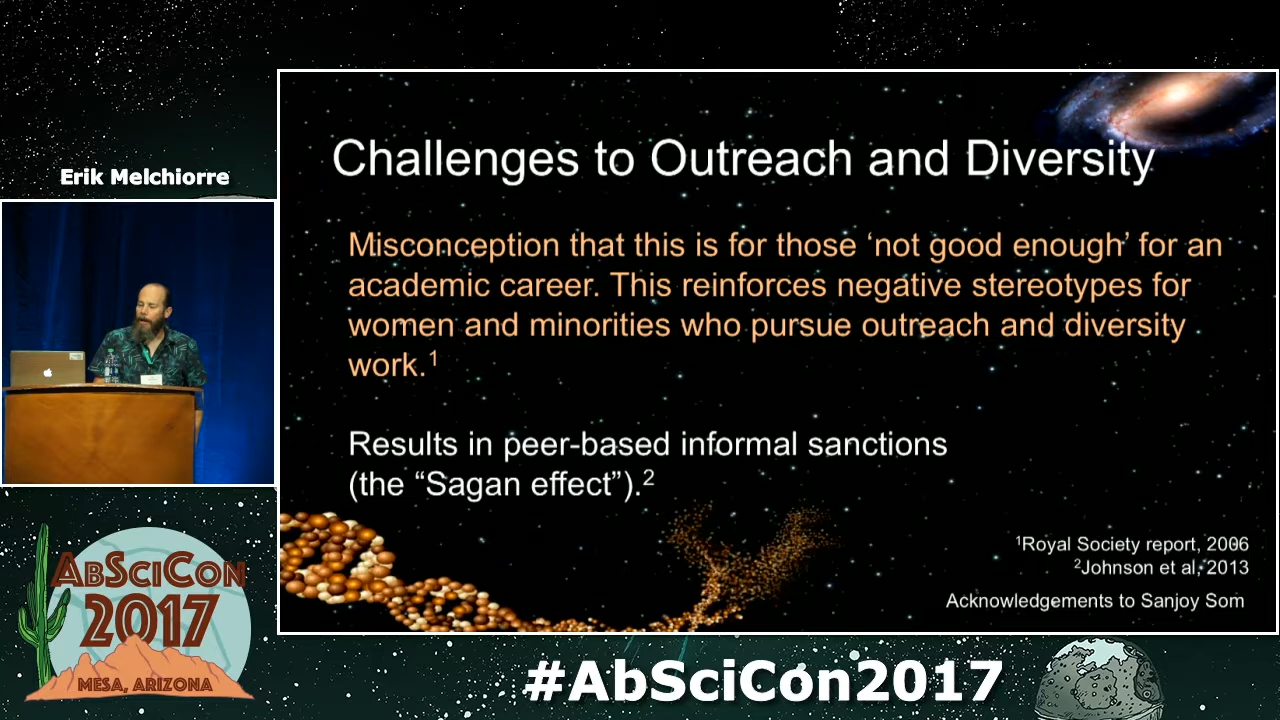 Erik Melchiorre
Challenges to Outreach and Diversity
Misconception that this is for those ‘not good enough’ for an
academic career. This reinforces negative stereotypes for
women and minorities who pursue outreach and diversity
work.1
Results in peer-based informal sanctions
(the “Sagan effect”).2
1Royal Society report, 2006
2Johnson et al, 2013
Acknowledgements to Sanjoy Som
ABSCICON
2017
MESA, ARIZONA
#AbSciCon2017